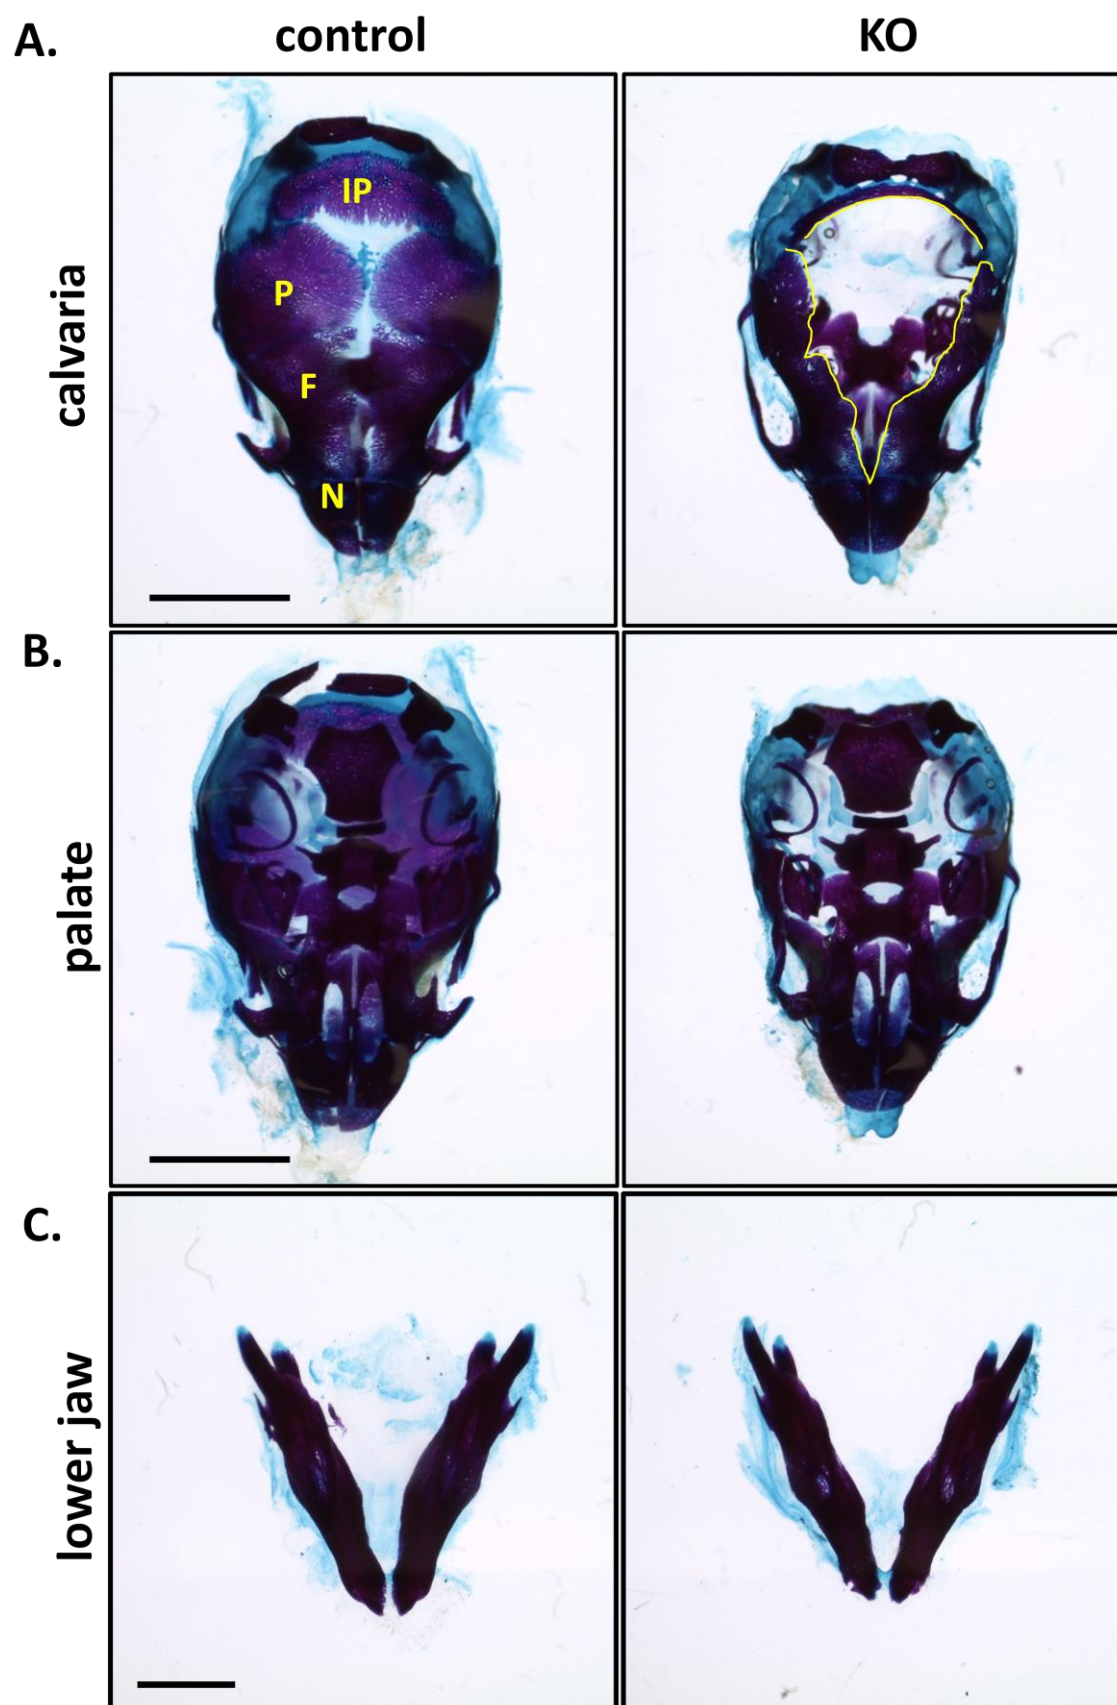 A.
control
KO
calvaria
IP
P
F
N
B.
palate
C.
lower jaw